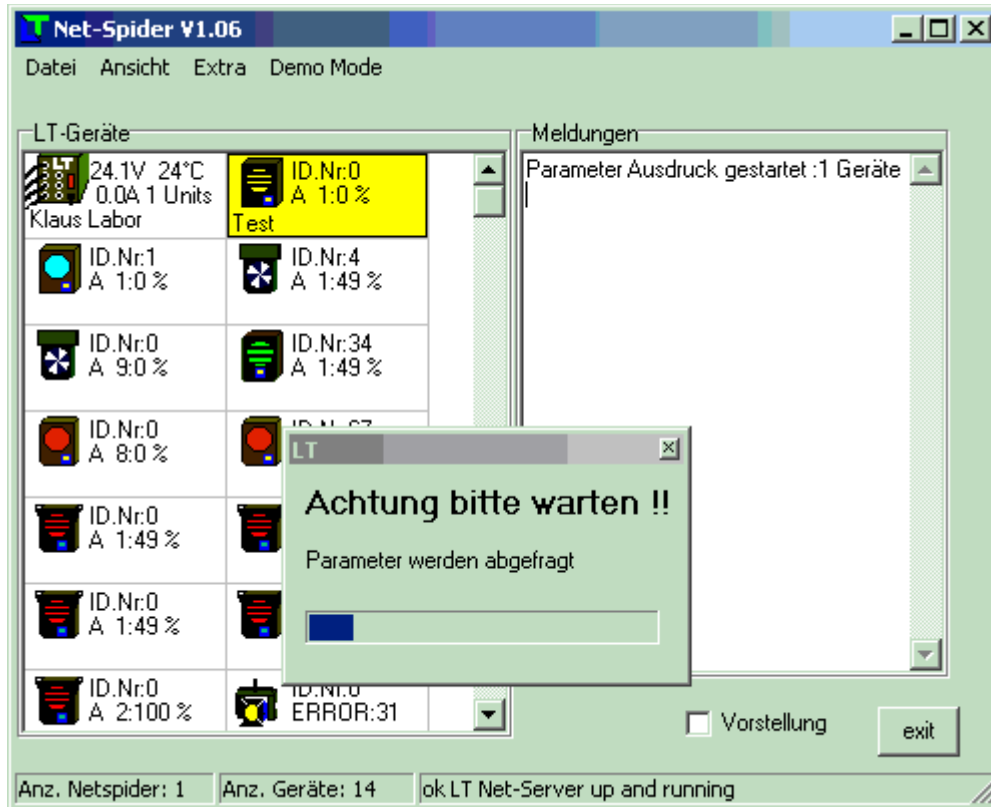 Net-Spider V1.06
Datei Ansicht Extra Demo Mode
LT-Geräte
LT
24.1V 24°C
0.0A 1 Units
Klaus Labor
ID.Nr:0
A 1:0 %
Test
ID.Nr:1
A 1:0 %
ID.Nr:4
A 1:49 %
ID.Nr:0
A 9:0 %
ID.Nr:34
A 1:49 %
ID.Nr:0
A 8:0 %
ID.Nr:0
A 1:49 %
ID.Nr:0
A 1:49 %
ID.Nr:0
A 2:100 %
ID.Nr:0
ERROR:31
Meldungen
Parameter Ausdruck gestartet :1 Geräte
LT
Achtung bitte warten !!
Parameter werden abgefragt
Vorstellung
exit
Anz. Netspider: 1
Anz. Geräte: 14
ok LT Net-Server up and running